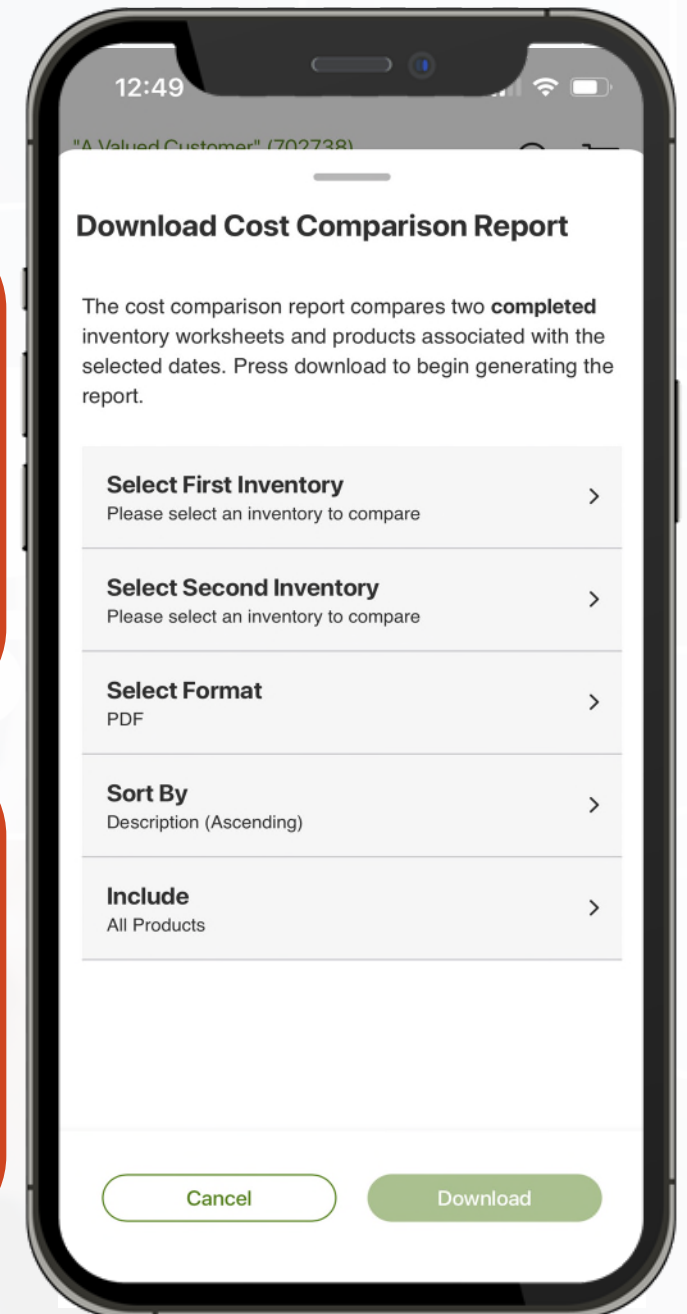 12:49
"A Valued Customer" (702738)
Download Cost Comparison Report
The cost comparison report compares two completed
inventory worksheets and products associated with the
selected dates. Press download to begin generating the
report.
Select First Inventory
Please select an inventory to compare
Select Second Inventory
Please select an inventory to compare
Select Format
PDF
Sort By
Description (Ascending)
Include
All Products
Cancel
Download